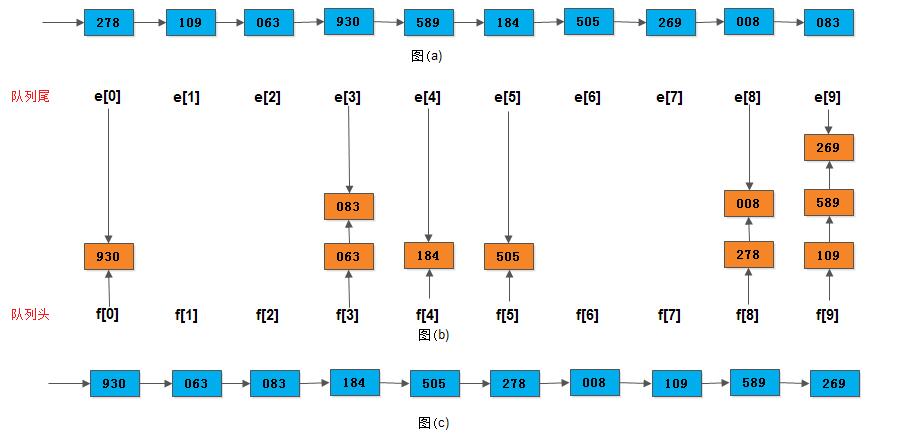 278 109 063 930 589 184 505 269 008 083
图(a)
队列尾 e[0] e[1] e[2] e[3] e[4] e[5] e[6] e[7] e[8] e[9]
269
083 008 589
930 063 184 505 278 109
队列头 f[0] f[1] f[2] f[3] f[4] f[5] f[6] f[7] f[8] f[9]
图(b)
930 063 083 184 505 278 008 109 589 269
图(c)